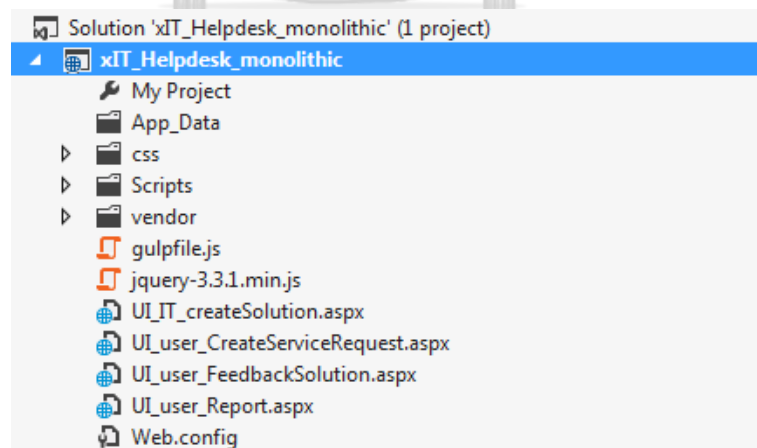 Solution 'xIT_Helpdesk_monolithic' (1 project)
xIT_Helpdesk_monolithic
My Project
App_Data
css
Scripts
vendor
gulpfile.js
jquery-3.3.1.min.js
UI_IT_createSolution.aspx
UI_user_CreateServiceRequest.aspx
UI_user_FeedbackSolution.aspx
UI_user_Report.aspx
Web.config